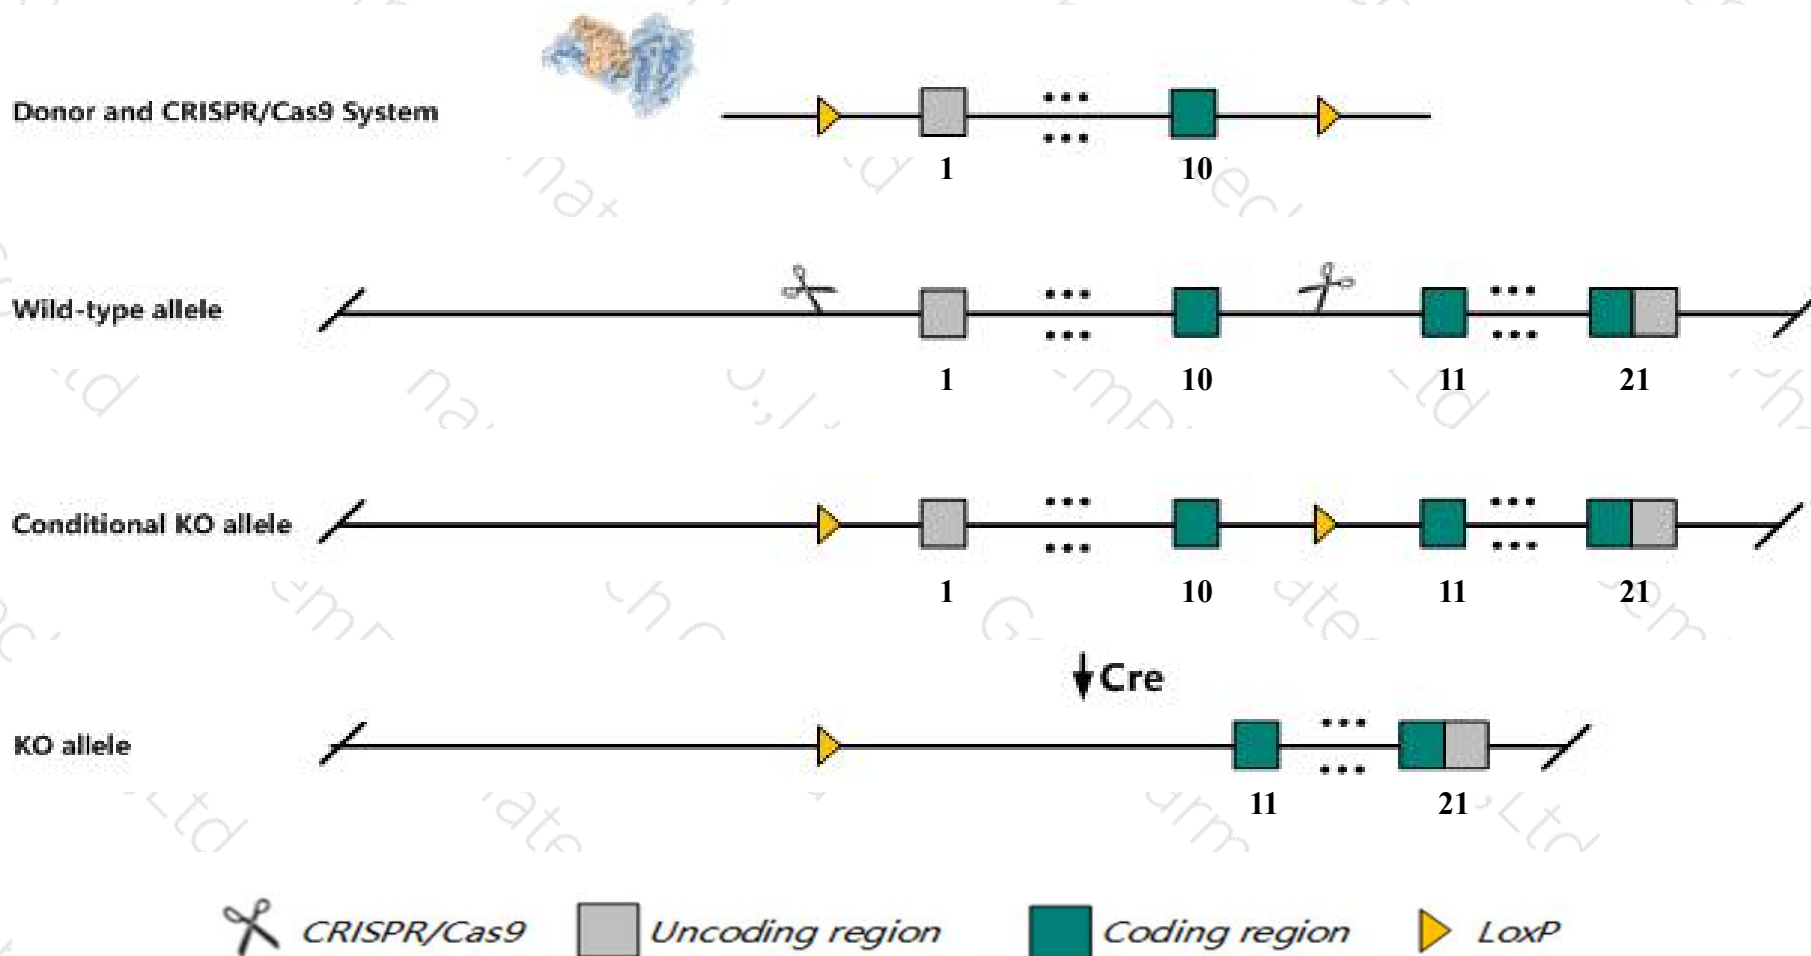 Donor and CRISPR/Cas9 System
1 10
Wild-type allele
1 10 11 21
Conditional KO allele
1 10 11 21
Cre
KO allele
11 21
CRISPR/Cas9 Uncoding region Coding region LoxP